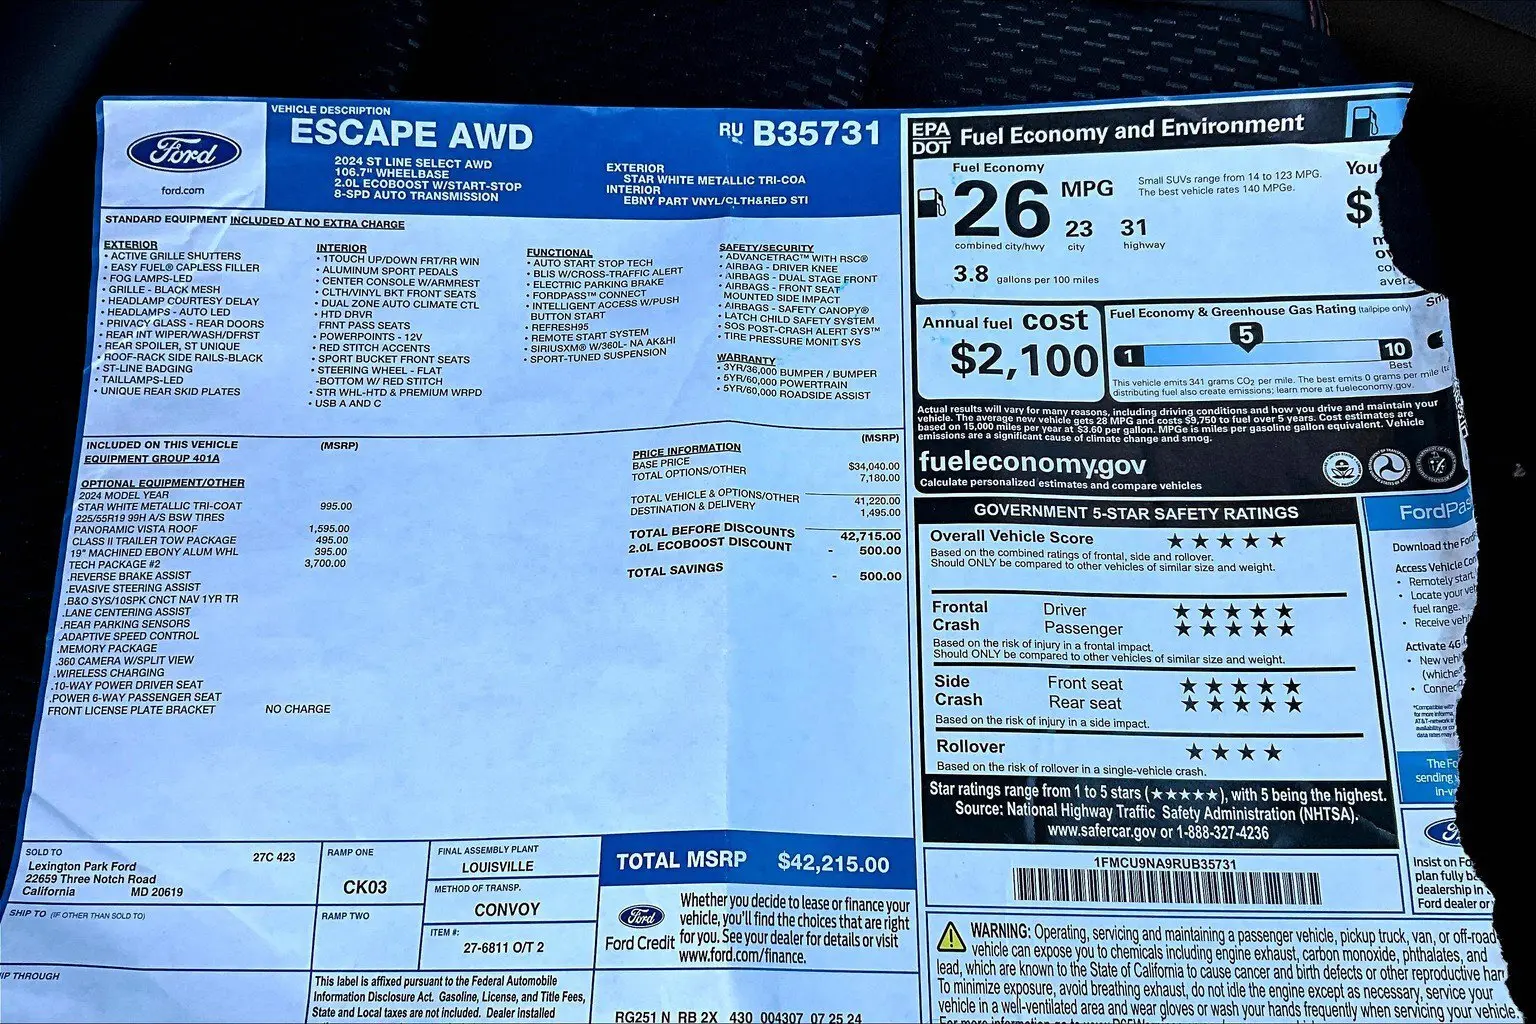 Ford
ford.com
VEHICLE DESCRIPTION
ESCAPE AWD
2024 ST LINE SELECT AWD
106.7" WHEELBASE
2.0L ECOBOOST W/START-STOP
8-SPD AUTO TRANSMISSION
RU B35731
EXTERIOR
STAR WHITE METALLIC TRI-COA
INTERIOR
EBNY PART VNYL/CLTH&RED STI
STANDARD EQUIPMENT INCLUDED AT NO EXTRA CHARGE
EXTERIOR
• ACTIVE GRILLE SHUTTERS
• EASY FUEL® CAPLESS FILLER
• FOG LAMPS-LED
• GRILLE - BLACK MESH
• HEADLAMP COURTESY DELAY
• HEADLAMPS - AUTO LED
• PRIVACY GLASS - REAR DOORS
• REAR INT WIPER/WASH/DFRST
• REAR SPOILER, ST UNIQUE
• ROOF-RACK SIDE RAILS-BLACK
• ST-LINE BADGING
• TAILLAMPS-LED
• UNIQUE REAR SKID PLATES
INTERIOR
• 1TOUCH UP/DOWN FRT/RR WIN
• ALUMINUM SPORT PEDALS
• CENTER CONSOLE W/ARMREST
• CLTH/VINYL BKT FRONT SEATS
• DUAL ZONE AUTO CLIMATE CTL
• HTD DRVR
FRNT PASS SEATS
• POWERPOINTS - 12V
• RED STITCH ACCENTS
• SPORT BUCKET FRONT SEATS
• STEERING WHEEL - FLAT
-BOTTOM W/ RED STITCH
• STR WHL-HTD & PREMIUM WRPD
• USB A AND C
FUNCTIONAL
• AUTO START STOP TECH
• BLIS W/CROSS-TRAFFIC ALERT
• ELECTRIC PARKING BRAKE
• FORDPASS™ CONNECT
• INTELLIGENT ACCESS W/PUSH
BUTTON START
• REFRESH95
• REMOTE START SYSTEM
• SIRIUSXM® W/360L- NA AK&HI
• SPORT-TUNED SUSPENSION
SAFETY/SECURITY
• ADVANCETRAC™ WITH RSC®
• AIRBAG - DRIVER KNEE
• AIRBAGS - DUAL STAGE FRONT
• AIRBAGS - FRONT SEAT
MOUNTED SIDE IMPACT
• AIRBAGS - SAFETY CANOPY®
• LATCH CHILD SAFETY SYSTEM
• SOS POST-CRASH ALERT SYS™
• TIRE PRESSURE MONIT SYS
WARRANTY
• 3YR/36,000 BUMPER / BUMPER
• 5YR/60,000 POWERTRAIN
• 5YR/60,000 ROADSIDE ASSIST
INCLUDED ON THIS VEHICLE (MSRP)
EQUIPMENT GROUP 401A
OPTIONAL EQUIPMENT/OTHER
2024 MODEL YEAR
STAR WHITE METALLIC TRI-COAT 995.00
225/55R19 99H A/S BSW TIRES
PANORAMIC VISTA ROOF 1,595.00
CLASS II TRAILER TOW PACKAGE 495.00
19" MACHINED EBONY ALUM WHL 395.00
TECH PACKAGE #2 3,700.00
.REVERSE BRAKE ASSIST
.EVASIVE STEERING ASSIST
.B&O SYS/10SPK CNCT NAV 1YR TR
.LANE CENTERING ASSIST
.REAR PARKING SENSORS
.ADAPTIVE SPEED CONTROL
.MEMORY PACKAGE
.360 CAMERA W/SPLIT VIEW
.WIRELESS CHARGING
.10-WAY POWER DRIVER SEAT
.POWER 6-WAY PASSENGER SEAT
FRONT LICENSE PLATE BRACKET NO CHARGE
PRICE INFORMATION (MSRP)
BASE PRICE $34,040.00
TOTAL OPTIONS/OTHER 7,180.00
TOTAL VEHICLE & OPTIONS/OTHER 41,220.00
DESTINATION & DELIVERY 1,495.00
TOTAL BEFORE DISCOUNTS 42,715.00
2.0L ECOBOOST DISCOUNT - 500.00
TOTAL SAVINGS - 500.00
SOLD TO 27C 423
Lexington Park Ford
22659 Three Notch Road
California MD 20619
SHIP TO (IF OTHER THAN SOLD TO)
IP THROUGH
RAMP ONE
CK03
RAMP TWO
FINAL ASSEMBLY PLANT
LOUISVILLE
METHOD OF TRANSP.
CONVOY
ITEM #:
27-6811 O/T 2
This label is affixed pursuant to the Federal Automobile
Information Disclosure Act. Gasoline, License, and Title Fees,
State and Local taxes are not included. Dealer installed
TOTAL MSRP $42,215.00
Ford
Ford Credit
Whether you decide to lease or finance your
vehicle, you'll find the choices that are right
for you. See your dealer for details or visit
www.ford.com/finance.
RG251 N RB 2X 430 004307 07 25 24
EPA
DOT
Fuel Economy and Environment
Fuel Economy
26 MPG
combined city/hwy
23
city
31
highway
Small SUVs range from 14 to 123 MPG.
The best vehicle rates 140 MPGe.
3.8 gallons per 100 miles
You
$
Annual fuel cost
$2,100
Fuel Economy & Greenhouse Gas Rating (tailpipe only)
Sm
1
5
10
Best
This vehicle emits 341 grams CO2 per mile. The best emits 0 grams per mile
distributing fuel also create emissions; learn more at fueleconomy.gov.
Actual results will vary for many reasons, including driving conditions and how you drive and maintain your
vehicle. The average new vehicle gets 28 MPG and costs $9,750 to fuel over 5 years. Cost estimates are
based on 15,000 miles per year at $3.60 per gallon. MPGe is miles per gasoline gallon equivalent. Vehicle
emissions are a significant cause of climate change and smog.
fueleconomy.gov
Calculate personalized estimates and compare vehicles
GOVERNMENT 5-STAR SAFETY RATINGS
Overall Vehicle Score ★★★★★
Based on the combined ratings of frontal, side and rollover.
Should ONLY be compared to other vehicles of similar size and weight.
Frontal Driver ★★★★★
Crash Passenger ★★★★★
Based on the risk of injury in a frontal impact.
Should ONLY be compared to other vehicles of similar size and weight.
Side Front seat ★★★★★
Crash Rear seat ★★★★★
Based on the risk of injury in a side impact.
Rollover ★★★★
Based on the risk of rollover in a single-vehicle crash.
Star ratings range from 1 to 5 stars (★★★★★), with 5 being the highest.
Source: National Highway Traffic Safety Administration (NHTSA).
www.safercar.gov or 1-888-327-4236
1FMCU9NA9RUB35731
WARNING: Operating, servicing and maintaining a passenger vehicle, pickup truck, van, or off-road
vehicle can expose you to chemicals including engine exhaust, carbon monoxide, phthalates, and
lead, which are known to the State of California to cause cancer and birth defects or other reproductive har
To minimize exposure, avoid breathing exhaust, do not idle the engine except as necessary, service your
vehicle in a well-ventilated area and wear gloves or wash your hands frequently when servicing your vehicle.
FordPas
Download the Ford
Access Vehicle Con
• Remotely start,
• Locate your ve
fuel range.
• Receive veh
Activate 4G
• New veh
(whiche
• Connec
The Fo
sending
in-v
Insist on Fo
plan fully b
dealership in
Ford dealer or